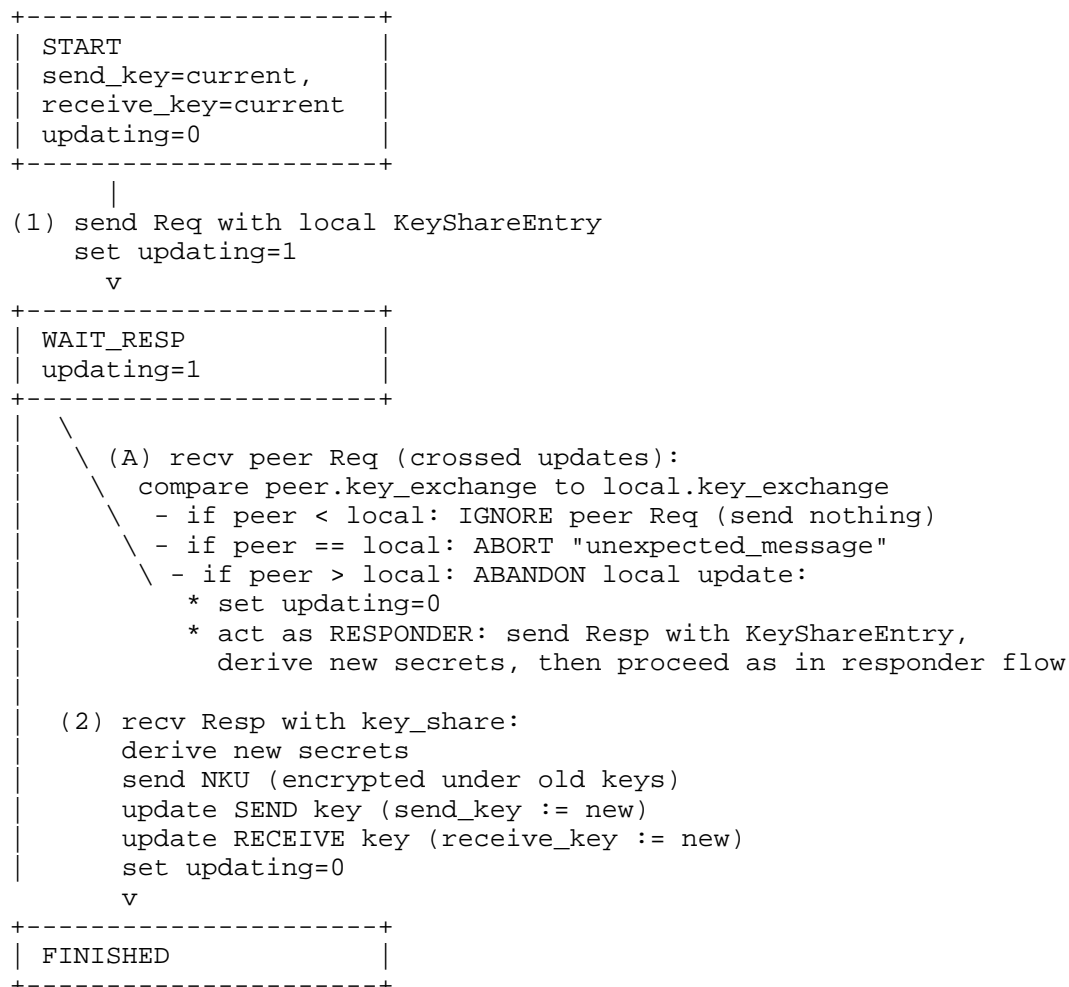 +----------------------+
| START                |
| send_key=current,    |
| receive_key=current  |
| updating=0           |
+----------------------+
      |
(1) send Req with local KeyShareEntry
    set updating=1
      v
+----------------------+
| WAIT_RESP            |
| updating=1           |
+----------------------+
|  \
|   \ (A) recv peer Req (crossed updates):
|    \  compare peer.key_exchange to local.key_exchange
|     \  - if peer < local: IGNORE peer Req (send nothing)
|      \ - if peer == local: ABORT "unexpected_message"
|       \ - if peer > local: ABANDON local update:
|          * set updating=0
|          * act as RESPONDER: send Resp with KeyShareEntry,
|            derive new secrets, then proceed as in responder flow
|
|  (2) recv Resp with key_share:
|      derive new secrets
|      send NKU (encrypted under old keys)
|      update SEND key (send_key := new)
|      update RECEIVE key (receive_key := new)
|      set updating=0
       v
+----------------------+
| FINISHED             |
+----------------------+